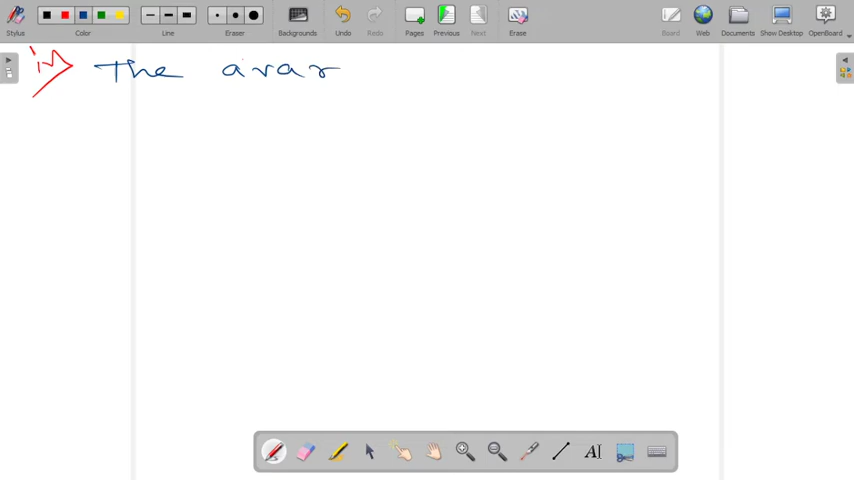 Stylus
Color
Line
Eraser
Backgrounds
Undo
Redo
Pages
Previous
Next
Erase
Board
Web
Documents
Show Desktop
OpenBoard
The avar